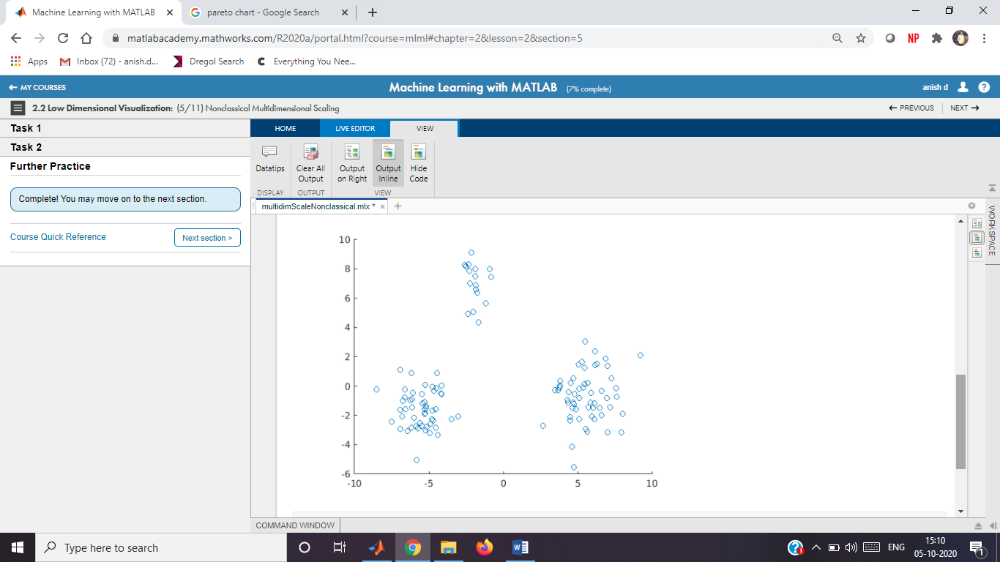 Machine Learning with MATLAB
pareto chart - Google Search
matlabacademy.mathworks.com/R2020a/portal.html?course=mlml#chapter=2&lesson=2&section=5
NP
Apps
Inbox (72) - anish.d...
Dregol Search
Everything You Nee...
MY COURSES
Machine Learning with MATLAB (7% complete)
anish d
2.2 Low Dimensional Visualization: (5/11) Nonclassical Multidimensional Scaling
PREVIOUS
NEXT
Task 1
Task 2
Further Practice
Complete! You may move on to the next section.
Course Quick Reference
Next section >
HOME
LIVE EDITOR
VIEW
Datatips
Clear All
Output
Output
on Right
Output
Inline
Hide
Code
DISPLAY
OUTPUT
VIEW
multidimScaleNonclassical.mlx *
WORKSPACE
10
8
6
4
2
0
-2
-4
-6
-10 -5 0 5 10
COMMAND WINDOW
Type here to search
ENG
15:10
05-10-2020
1